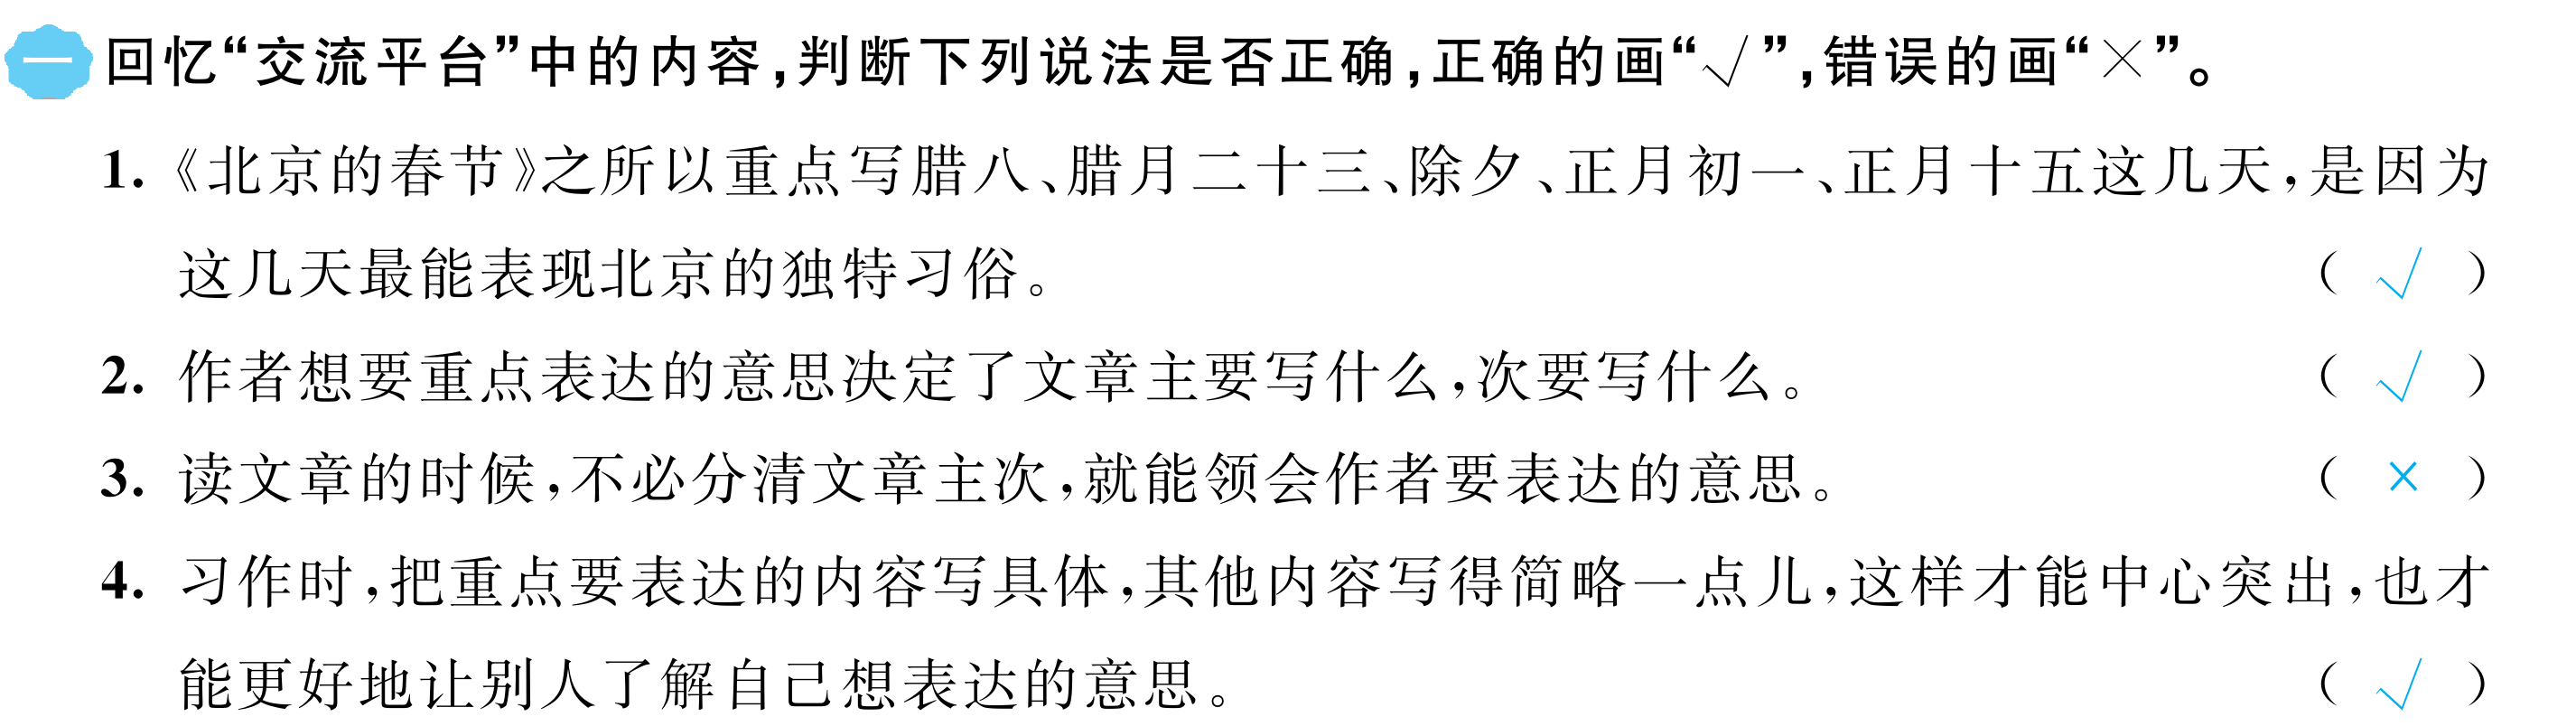 一 回忆“交流平台”中的内容,判断下列说法是否正确,正确的画“√”,错误的画“×”。
1.《北京的春节》之所以重点写腊八、腊月二十三、除夕、正月初一、正月十五这几天,是因为
这几天最能表现北京的独特习俗。 ( √ )
2. 作者想要重点表达的意思决定了文章主要写什么,次要写什么。 ( √ )
3. 读文章的时候,不必分清文章主次,就能领会作者要表达的意思。 ( × )
4. 习作时,把重点要表达的内容写具体,其他内容写得简略一点儿,这样才能中心突出,也才
能更好地让别人了解自己想表达的意思。 ( √ )